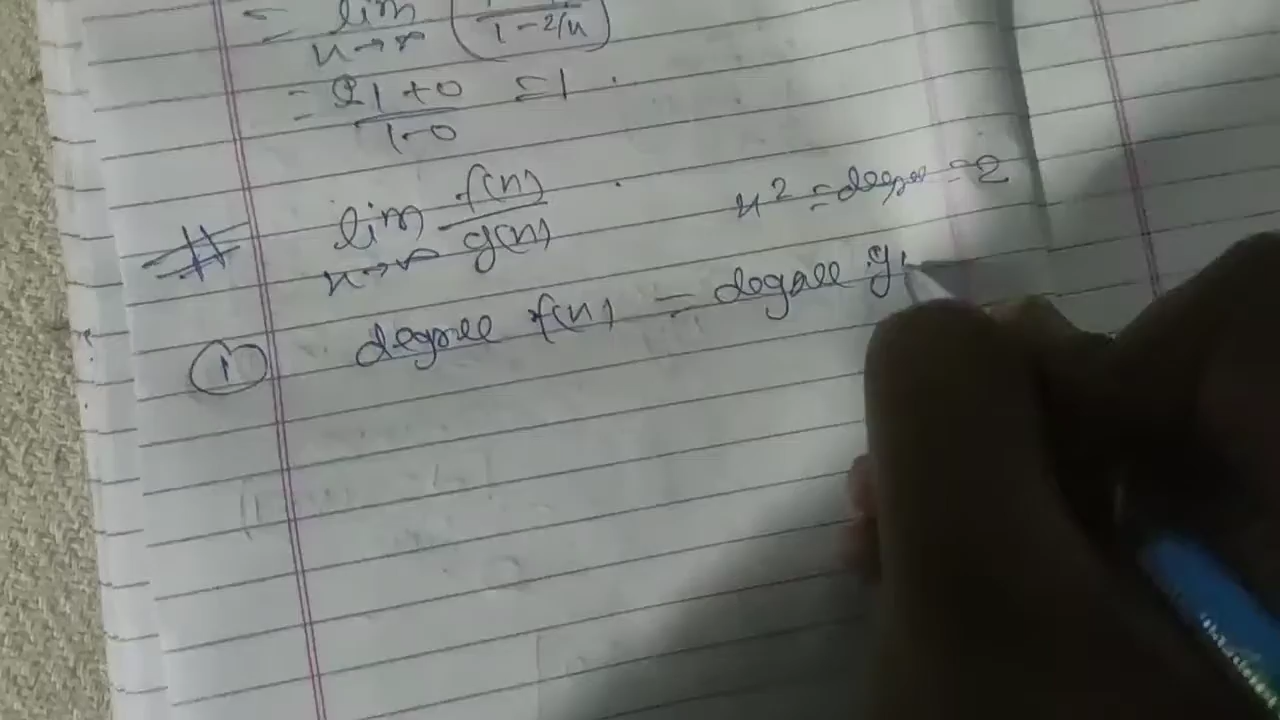 = lim
n→∞ ( / 1-2/n )
= 1+0 / 1-0 = 1 .
# lim n→∞ f(n) / g(n) .
n² = degree = 2
① degree f(n) = degree g